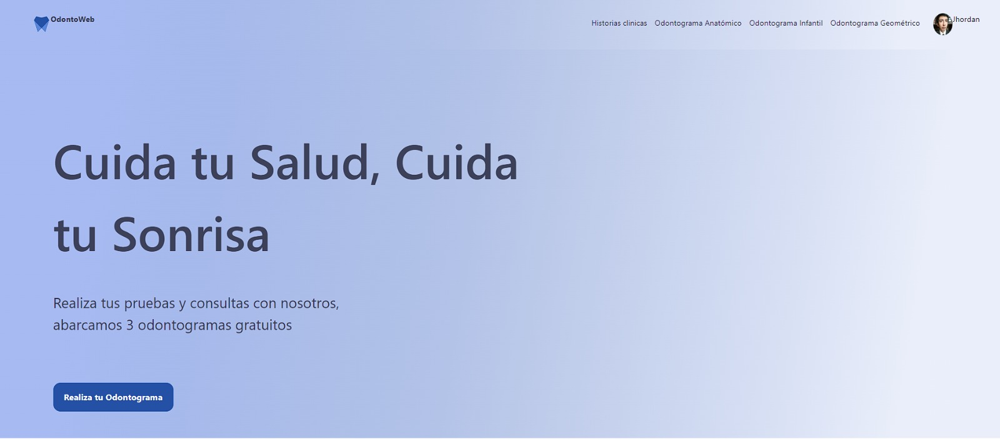 OdontoWeb
Historias clinicas Odontograma Anatómico Odontograma Infantil Odontograma Geométrico Jhordan
Cuida tu Salud, Cuida
tu Sonrisa
Realiza tus pruebas y consultas con nosotros,
abarcamos 3 odontogramas gratuitos
Realiza tu Odontograma